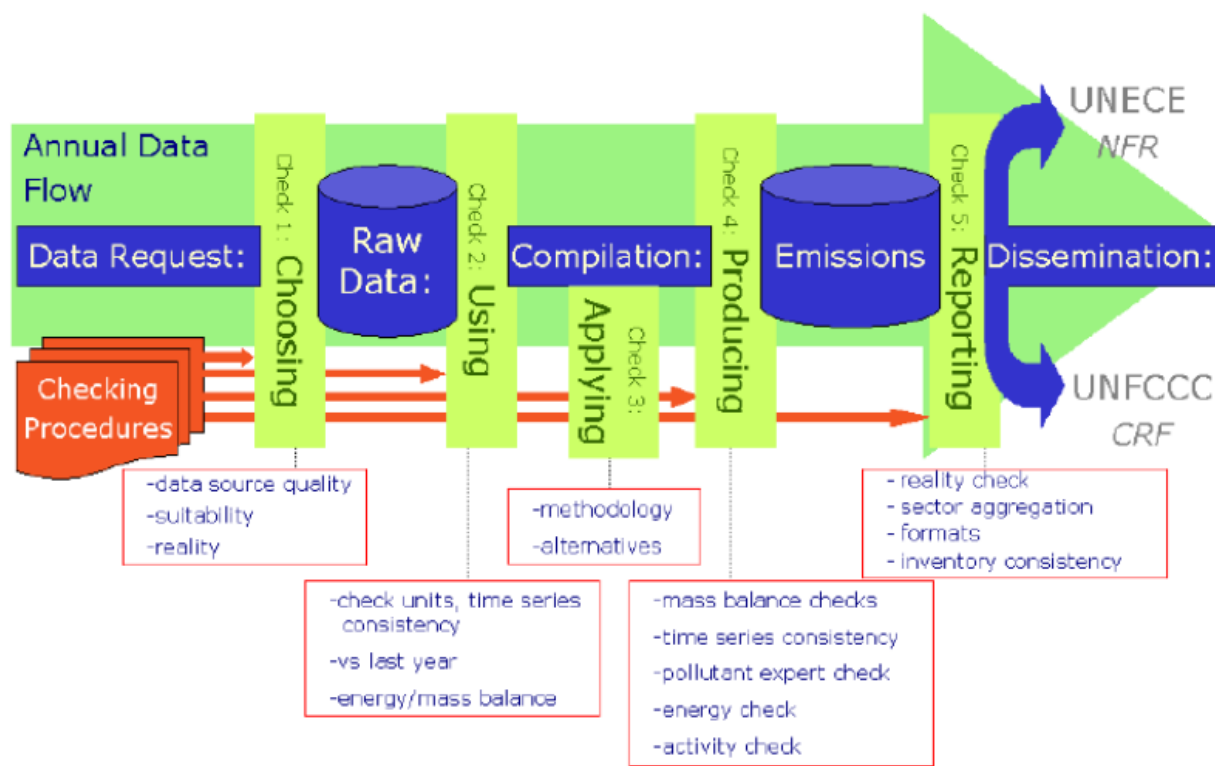 Annual Data
Flow
Data Request:
Check 1: Choosing
Raw
Data:
Check 2: Using
Compilation:
Check 3:
Applying
Check 4: Producing
Emissions
Check 5: Reporting
Dissemination:
UNECE
NFR
UNFCCC
CRF
Checking
Procedures
-data source quality
-suitability
-reality
-check units, time series
consistency
-vs last year
-energy/mass balance
-methodology
-alternatives
-mass balance checks
-time series consistency
-pollutant expert check
-energy check
-activity check
- reality check
- sector aggregation
- formats
- inventory consistency